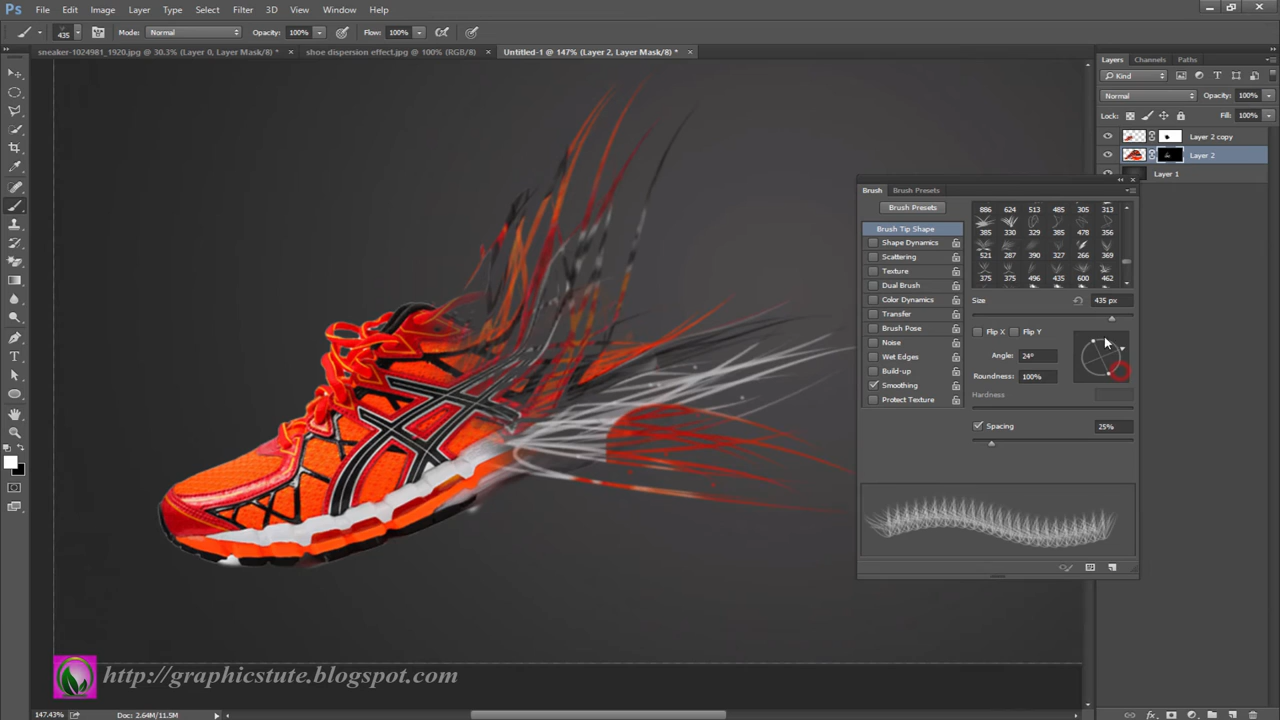 Ps File Edit Image Layer Type Select Filter 3D View Window Help
435 Mode: Normal Opacity: 100% Flow: 100%
sneaker-1024981_1920.jpg @ 30.3% (Layer 0, Layer Mask/8) * × shoe dispersion effect.jpg @ 100% (RGB/8) × Untitled-1 @ 147% (Layer 2, Layer Mask/8) * ×
Layers Channels Paths
Kind
Normal Opacity: 100%
Lock: Fill: 100%
Layer 2 copy
Layer 2
Layer 1
Brush Brush Presets
Brush Presets
Brush Tip Shape
Shape Dynamics
Scattering
Texture
Dual Brush
Color Dynamics
Transfer
Brush Pose
Noise
Wet Edges
Build-up
Smoothing
Protect Texture
886 624 513 485 305 313
385 330 329 385 478 356
521 287 390 327 266 369
375 375 496 435 600 462
Size 435 px
Flip X Flip Y
Angle: 24°
Roundness: 100%
Hardness
Spacing 25%
http://graphicstute.blogspot.com
147.43% Doc: 2.64M/11.5M